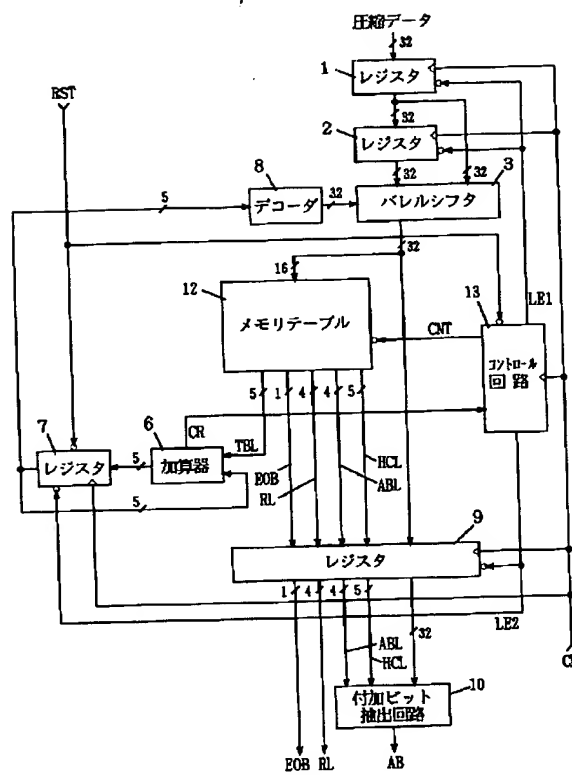 圧縮データ
32
1
レジスタ
RST
32
2
レジスタ
32
32
3
8
5
デコーダ
32
バレルシフタ
32
16
12
メモリテーブル
CNT
13
LE1
コントロール
回路
5
1
4
4
5
CR
7
6
TBL
HCL
レジスタ
5
加算器
EOB
RL
ABL
5
9
レジスタ
1
4
4
5
LE2
32
ABL
HCL
付加ビット
抽出回路
10
EOB
RL
AB